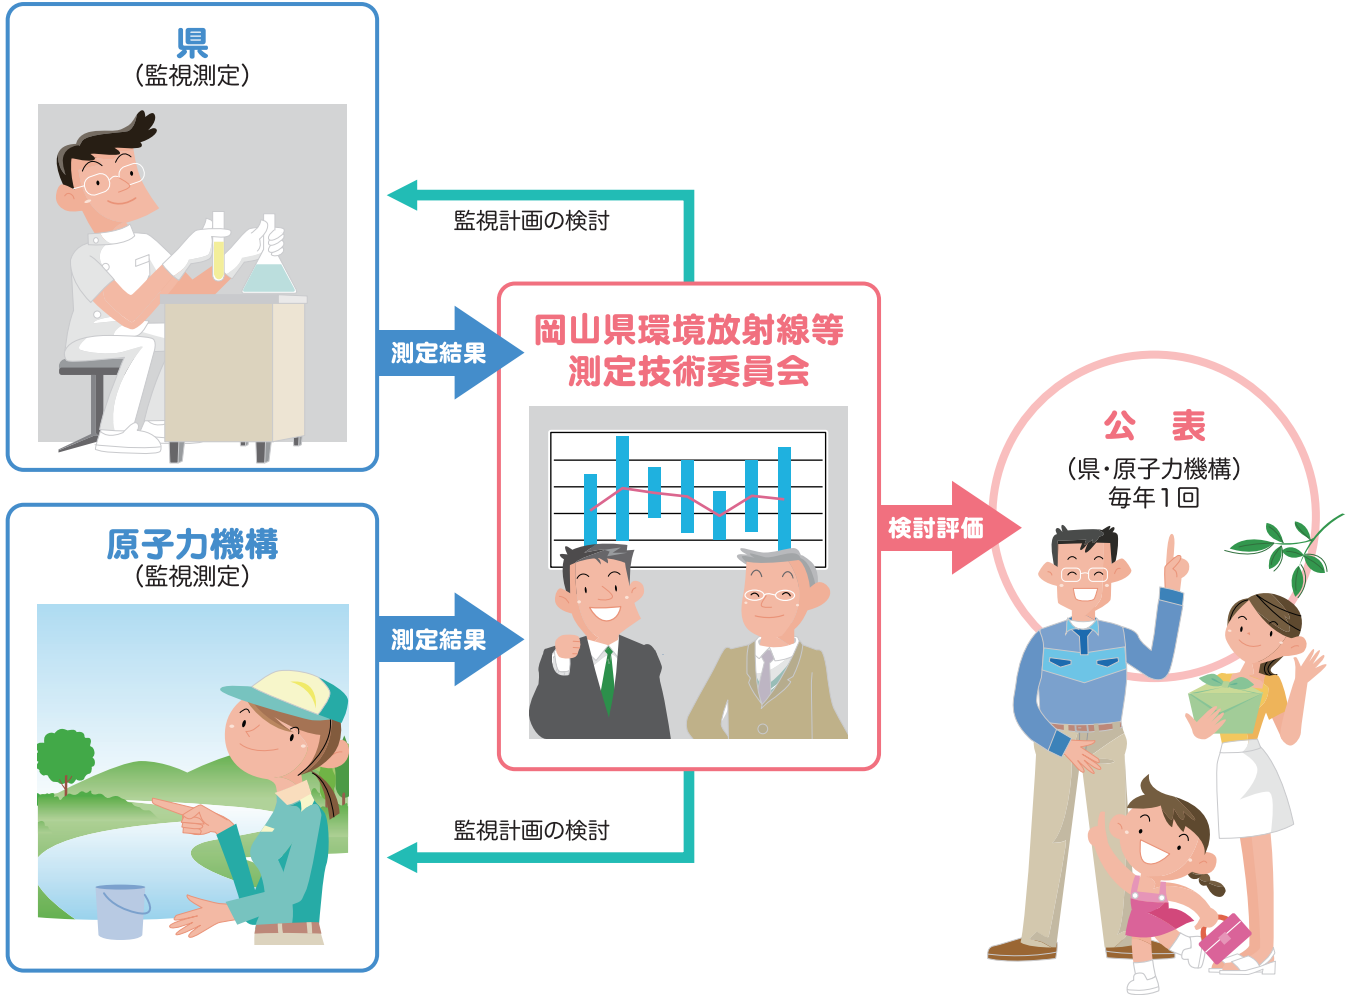 県
（監視測定）
監視計画の検討
測定結果
岡山県環境放射線等
測定技術委員会
原子力機構
（監視測定）
測定結果
監視計画の検討
検討評価
公　表
（県・原子力機構）
毎年１回